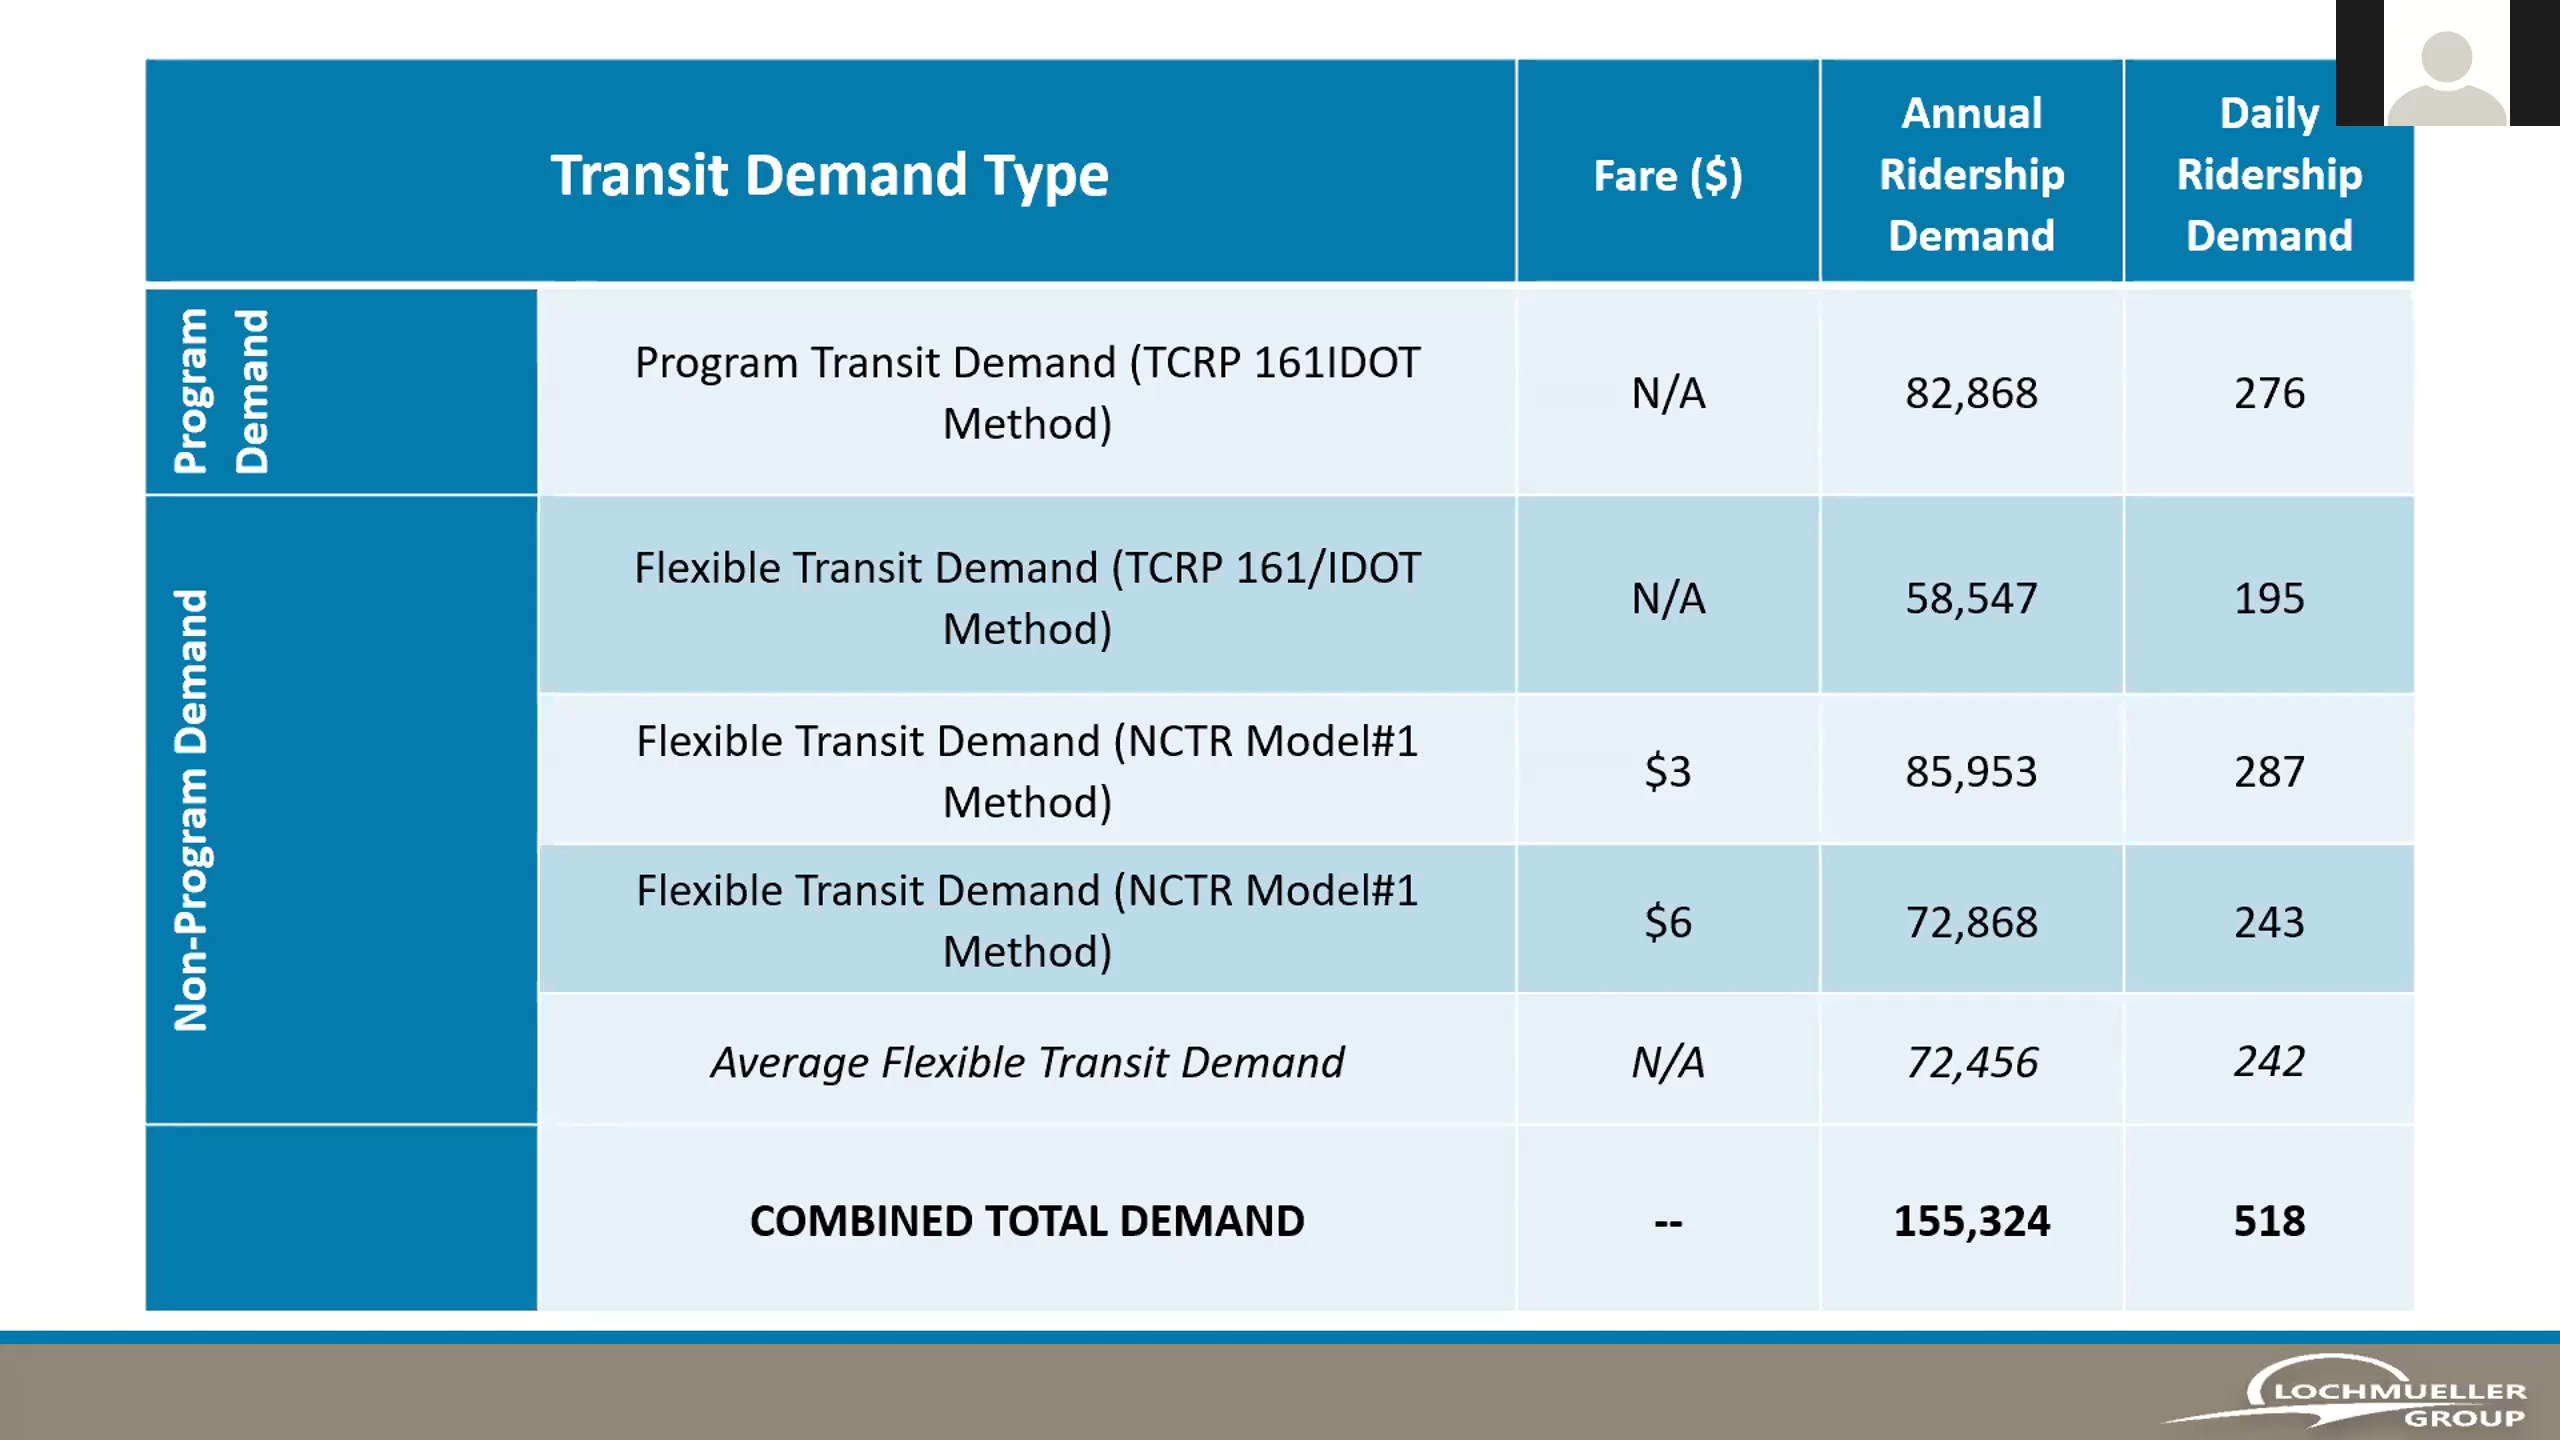 Transit Demand Type
Fare ($)
Annual
Ridership
Demand
Daily
Ridership
Demand
Program
Demand
Program Transit Demand (TCRP 161IDOT
Method)
N/A
82,868
276
Non-Program Demand
Flexible Transit Demand (TCRP 161/IDOT
Method)
N/A
58,547
195
Flexible Transit Demand (NCTR Model#1
Method)
$3
85,953
287
Flexible Transit Demand (NCTR Model#1
Method)
$6
72,868
243
Average Flexible Transit Demand
N/A
72,456
242
COMBINED TOTAL DEMAND
--
155,324
518
LOCHMUELLER
GROUP